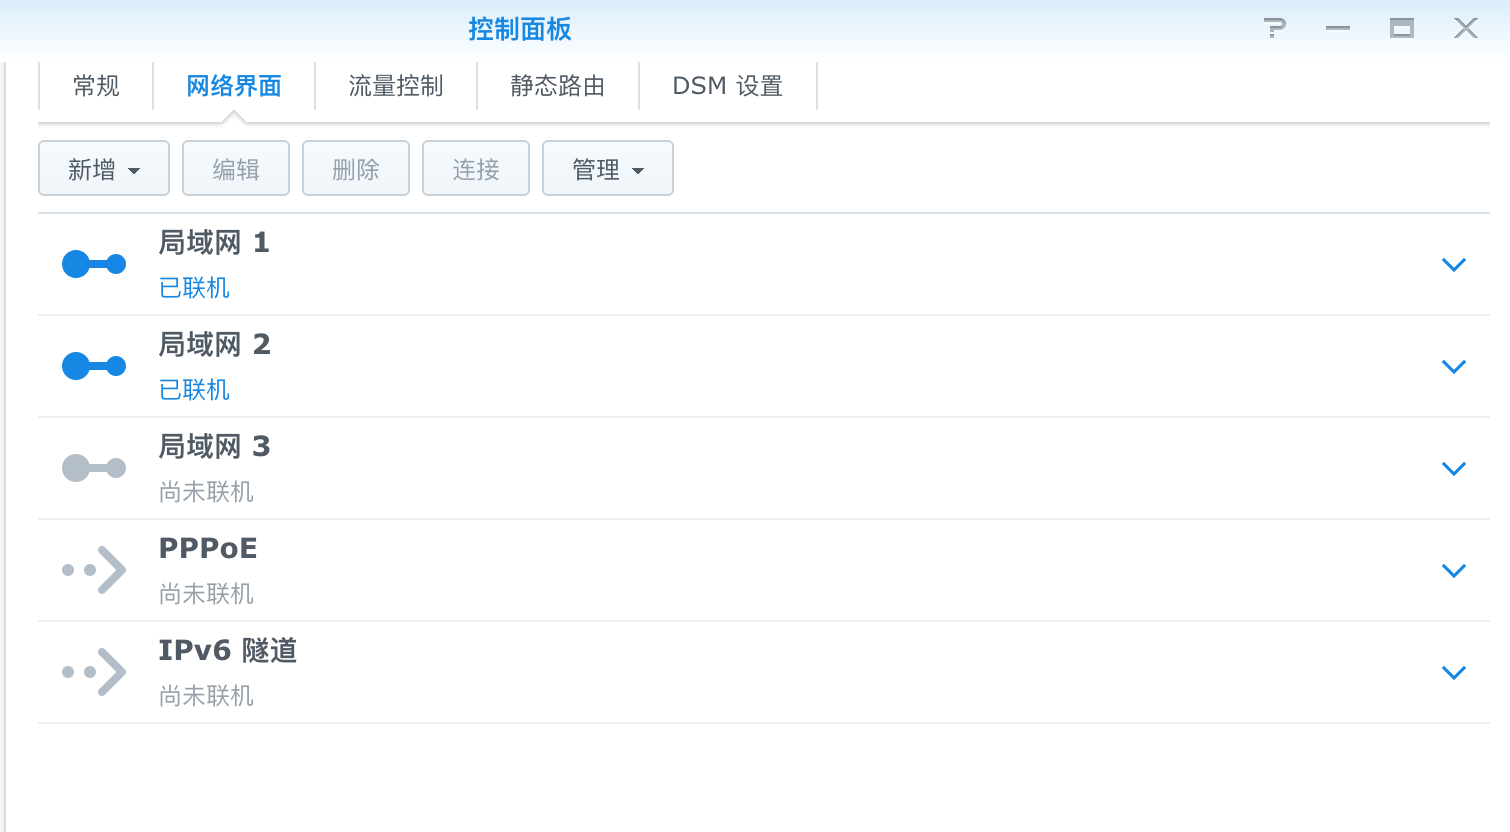 控制面板
常规 网络界面 流量控制 静态路由 DSM 设置
新增 编辑 删除 连接 管理
局域网 1
已联机
局域网 2
已联机
局域网 3
尚未联机
PPPoE
尚未联机
IPv6 隧道
尚未联机